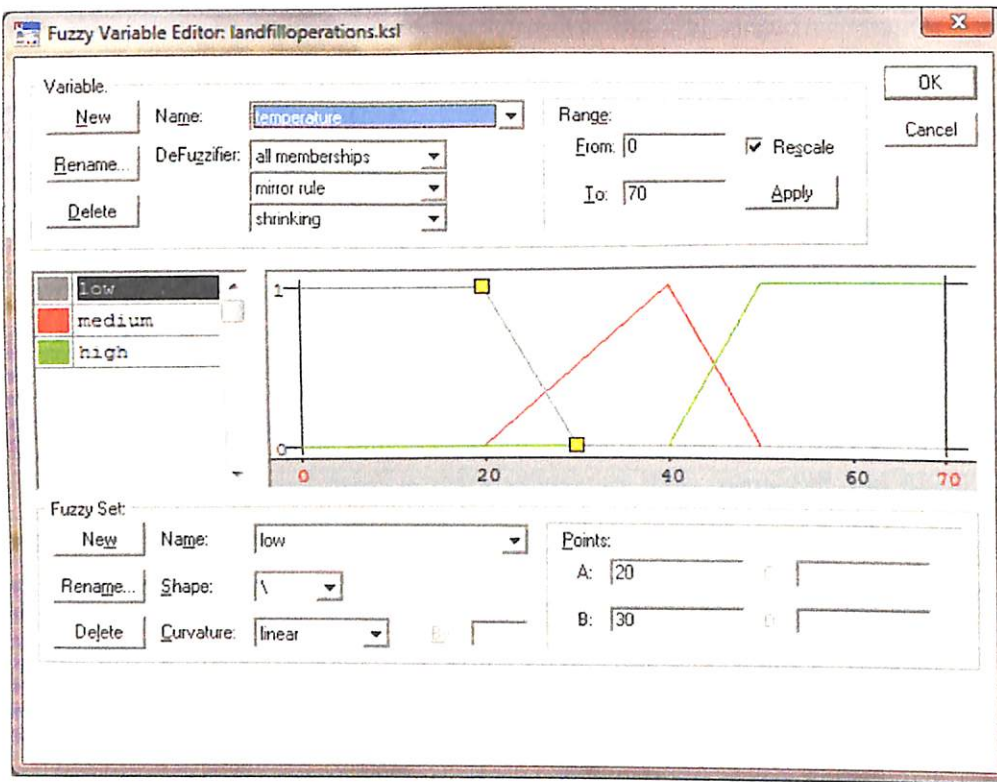 Fuzzy Variable Editor: landfilloperations.ksl
X
Variable.
New
Name:
temperature
Rename...
DeFuzzifier:
all memberships
mirror rule
Delete
shrinking
Range:
From: 0
Rescale
To: 70
Apply
OK
Cancel
low
medium
high
1
0
0 20 40 60 70
Fuzzy Set:
New
Name:
low
Rename...
Shape:
\
Delete
Curvature:
linear
Points:
A: 20
B: 30